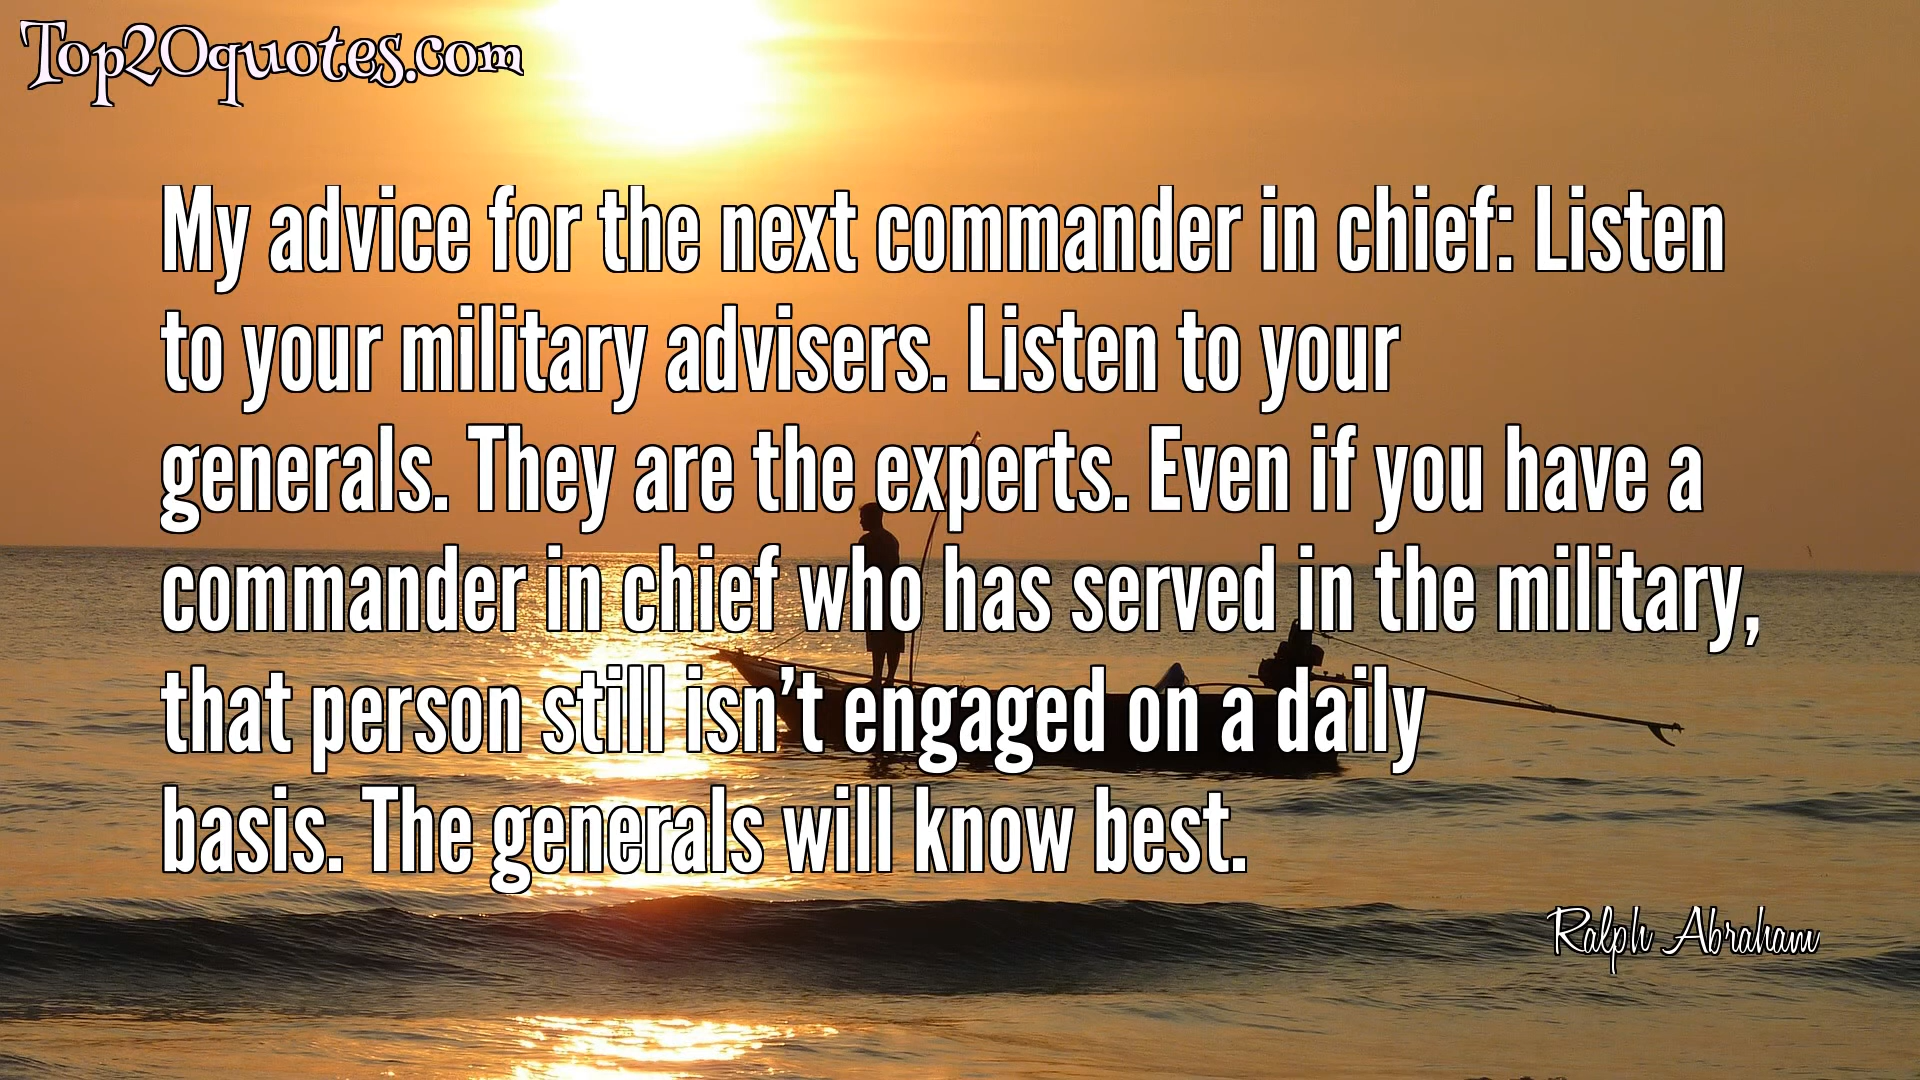 Top20quotes.com
My advice for the next commander in chief: Listen
to your military advisers. Listen to your
generals. They are the experts. Even if you have a
commander in chief who has served in the military,
that person still isn’t engaged on a daily
basis. The generals will know best.
Ralph Abraham